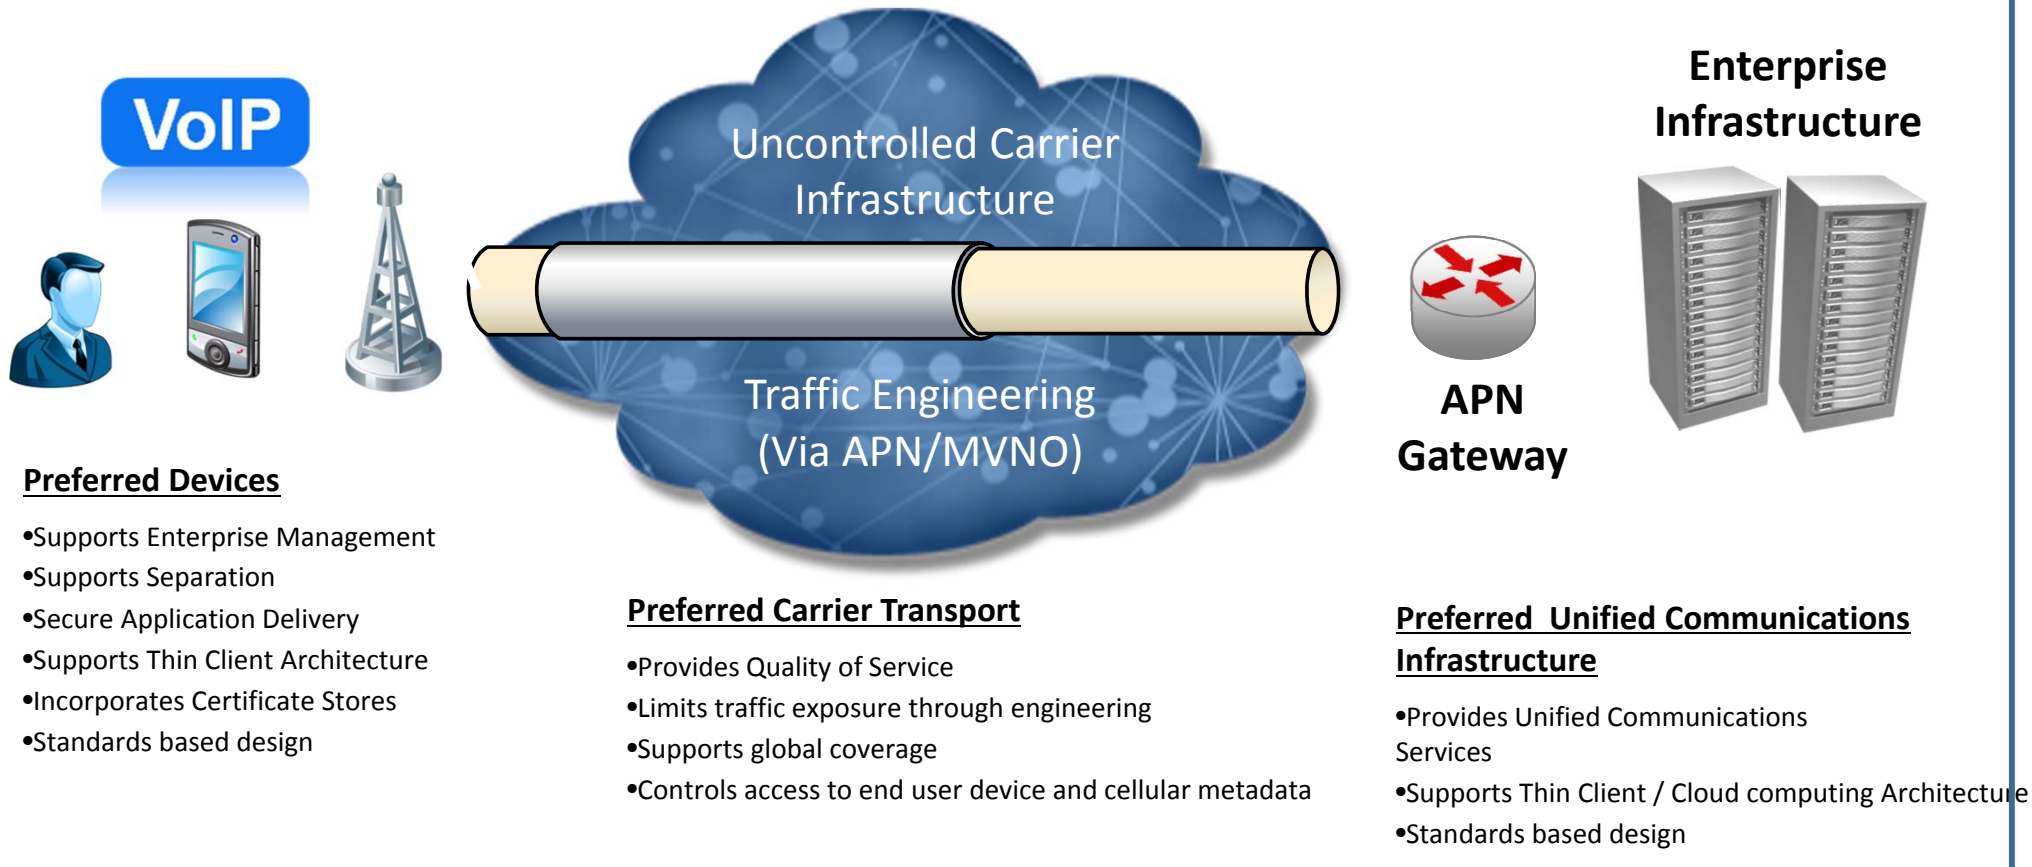 VoIP
Uncontrolled Carrier
Infrastructure
Traffic Engineering
(Via APN/MVNO)
Enterprise
Infrastructure
APN
Gateway
Preferred Devices
•Supports Enterprise Management
•Supports Separation
•Secure Application Delivery
•Supports Thin Client Architecture
•Incorporates Certificate Stores
•Standards based design
Preferred Carrier Transport
•Provides Quality of Service
•Limits traffic exposure through engineering
•Supports global coverage
•Controls access to end user device and cellular metadata
Preferred  Unified Communications
Infrastructure
•Provides Unified Communications
Services
•Supports Thin Client / Cloud computing Architecture
•Standards based design